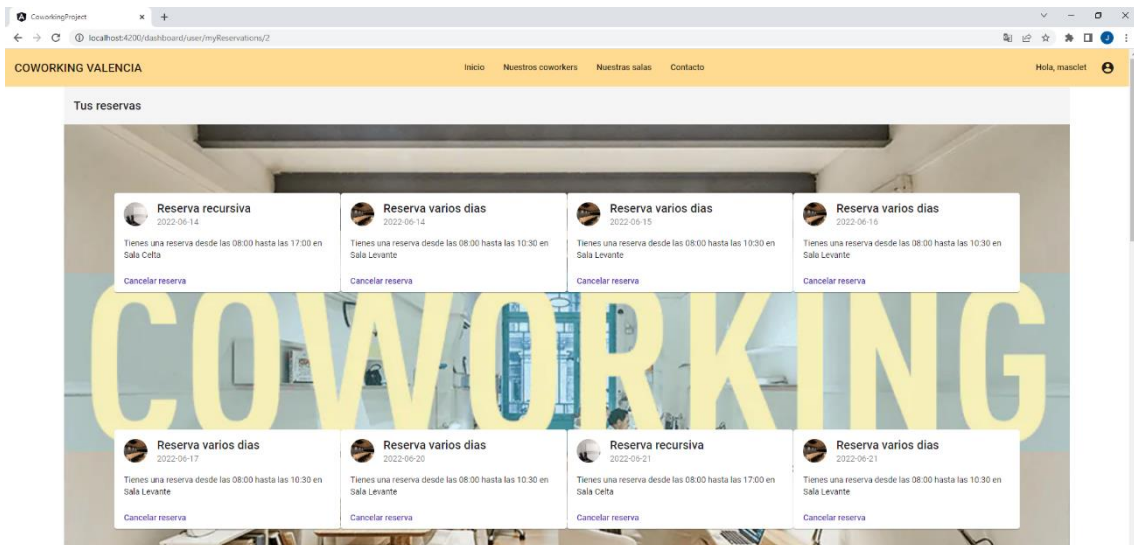 CoworkingProject
localhost:4200/dashboard/user/myReservations/2
COWORKING VALENCIA
Inicio Nuestros coworkers Nuestras salas Contacto
Hola, masclet
Tus reservas
Reserva recursiva
2022-06-14
Tienes una reserva desde las 08:00 hasta las 17:00 en
Sala Celta
Cancelar reserva
Reserva varios dias
2022-06-14
Tienes una reserva desde las 08:00 hasta las 10:30 en
Sala Levante
Cancelar reserva
Reserva varios dias
2022-06-15
Tienes una reserva desde las 08:00 hasta las 10:30 en
Sala Levante
Cancelar reserva
Reserva varios dias
2022-06-16
Tienes una reserva desde las 08:00 hasta las 10:30 en
Sala Levante
Cancelar reserva
COWORKING
Reserva varios dias
2022-06-17
Tienes una reserva desde las 08:00 hasta las 10:30 en
Sala Levante
Cancelar reserva
Reserva varios dias
2022-06-20
Tienes una reserva desde las 08:00 hasta las 10:30 en
Sala Levante
Cancelar reserva
Reserva recursiva
2022-06-21
Tienes una reserva desde las 08:00 hasta las 17:00 en
Sala Celta
Cancelar reserva
Reserva varios dias
2022-06-21
Tienes una reserva desde las 08:00 hasta las 10:30 en
Sala Levante
Cancelar reserva